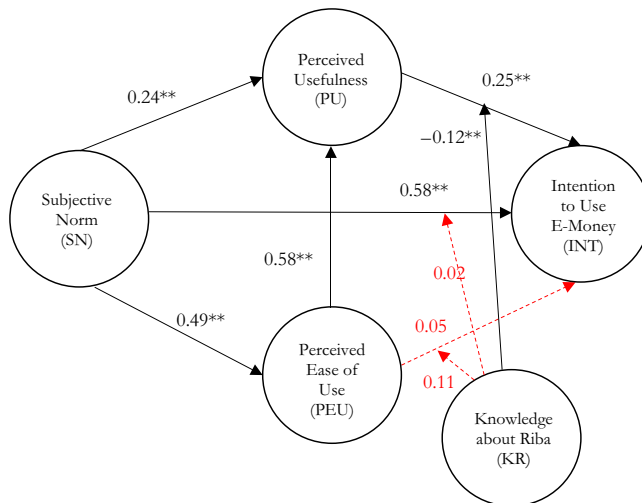 Perceived
Usefulness
(PU)
0.24**
0.25**
−0.12**
Subjective
Norm
(SN)
0.58**
Intention
to Use
E-Money
(INT)
0.58**
0.02
0.49**
0.05
Perceived
Ease of
Use
(PEU)
0.11
Knowledge
about Riba
(KR)